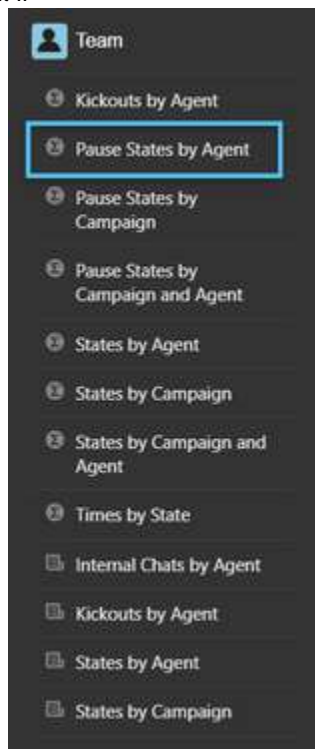 Team
Kickouts by Agent
Pause States by Agent
Pause States by
Campaign
Pause States by
Campaign and Agent
States by Agent
States by Campaign
States by Campaign and
Agent
Times by State
Internal Chats by Agent
Kickouts by Agent
States by Agent
States by Campaign